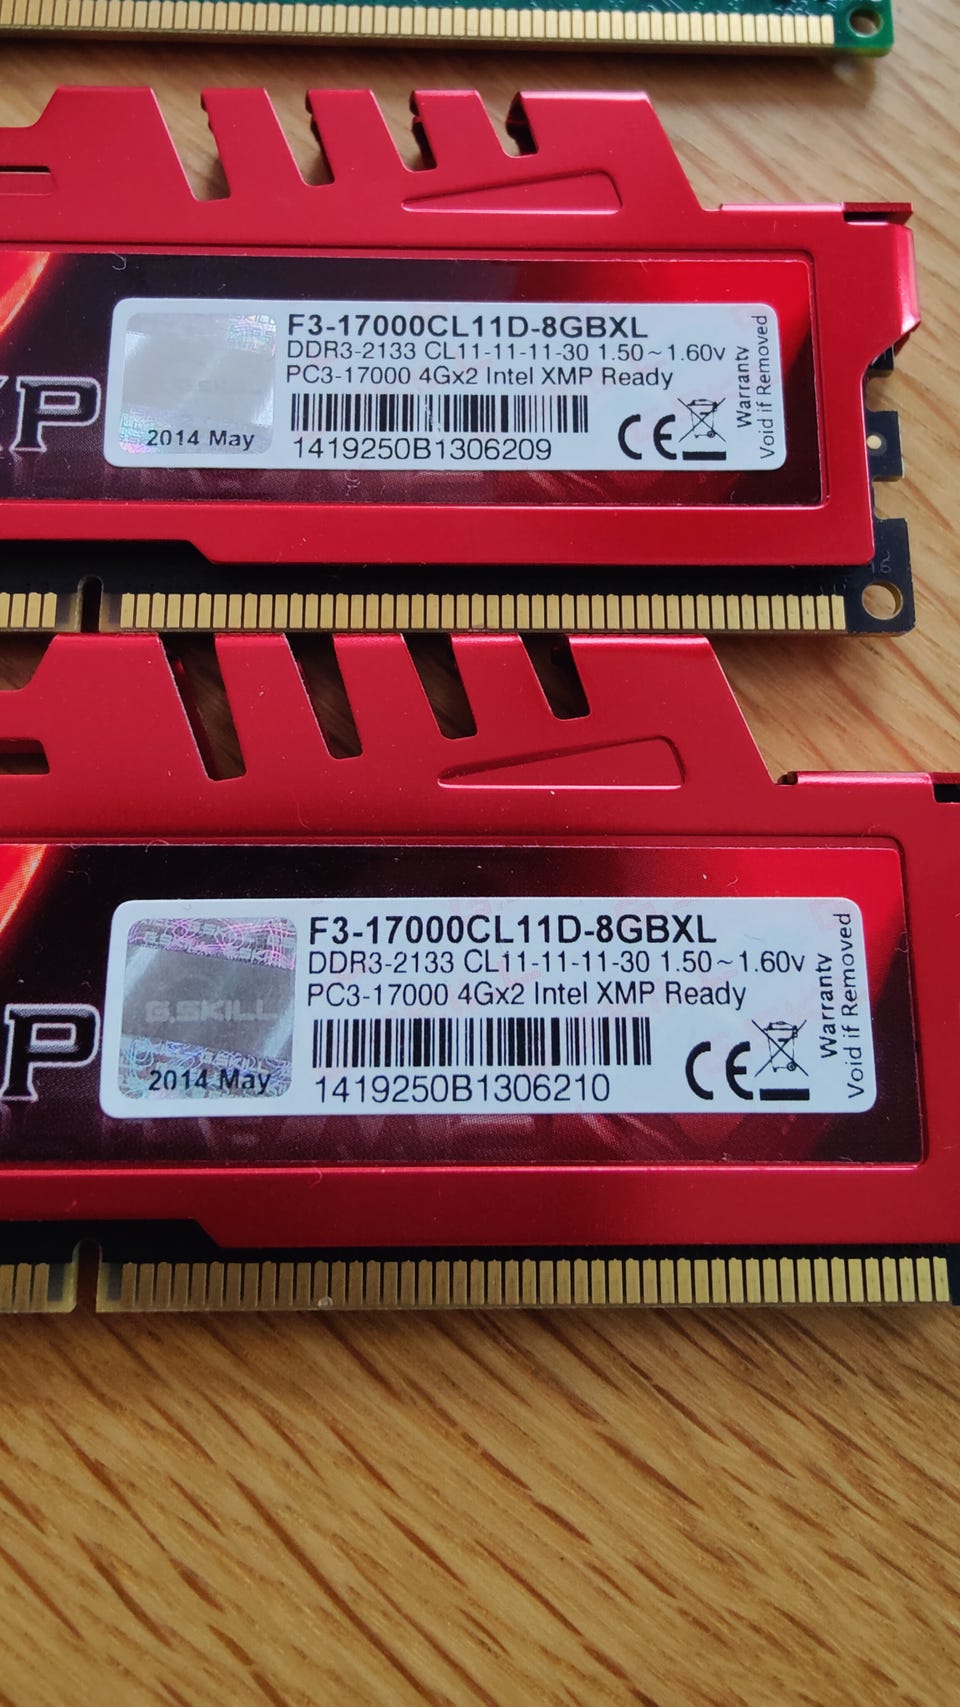 F3-17000CL11D-8GBXL
DDR3-2133 CL11-11-11-30 1.50~1.60v
PC3-17000 4Gx2 Intel XMP Ready
2014 May
1419250B1306209
CE
Warranty
Void if Removed
XP
F3-17000CL11D-8GBXL
DDR3-2133 CL11-11-11-30 1.50~1.60v
PC3-17000 4Gx2 Intel XMP Ready
G.SKILL
2014 May
1419250B1306210
CE
Warranty
Void if Removed
P